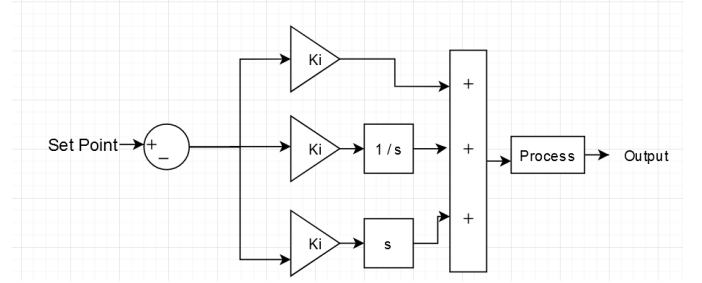 Ki
+
Set Point
+
−
Ki
1 / s
+
Process
Output
Ki
s
+